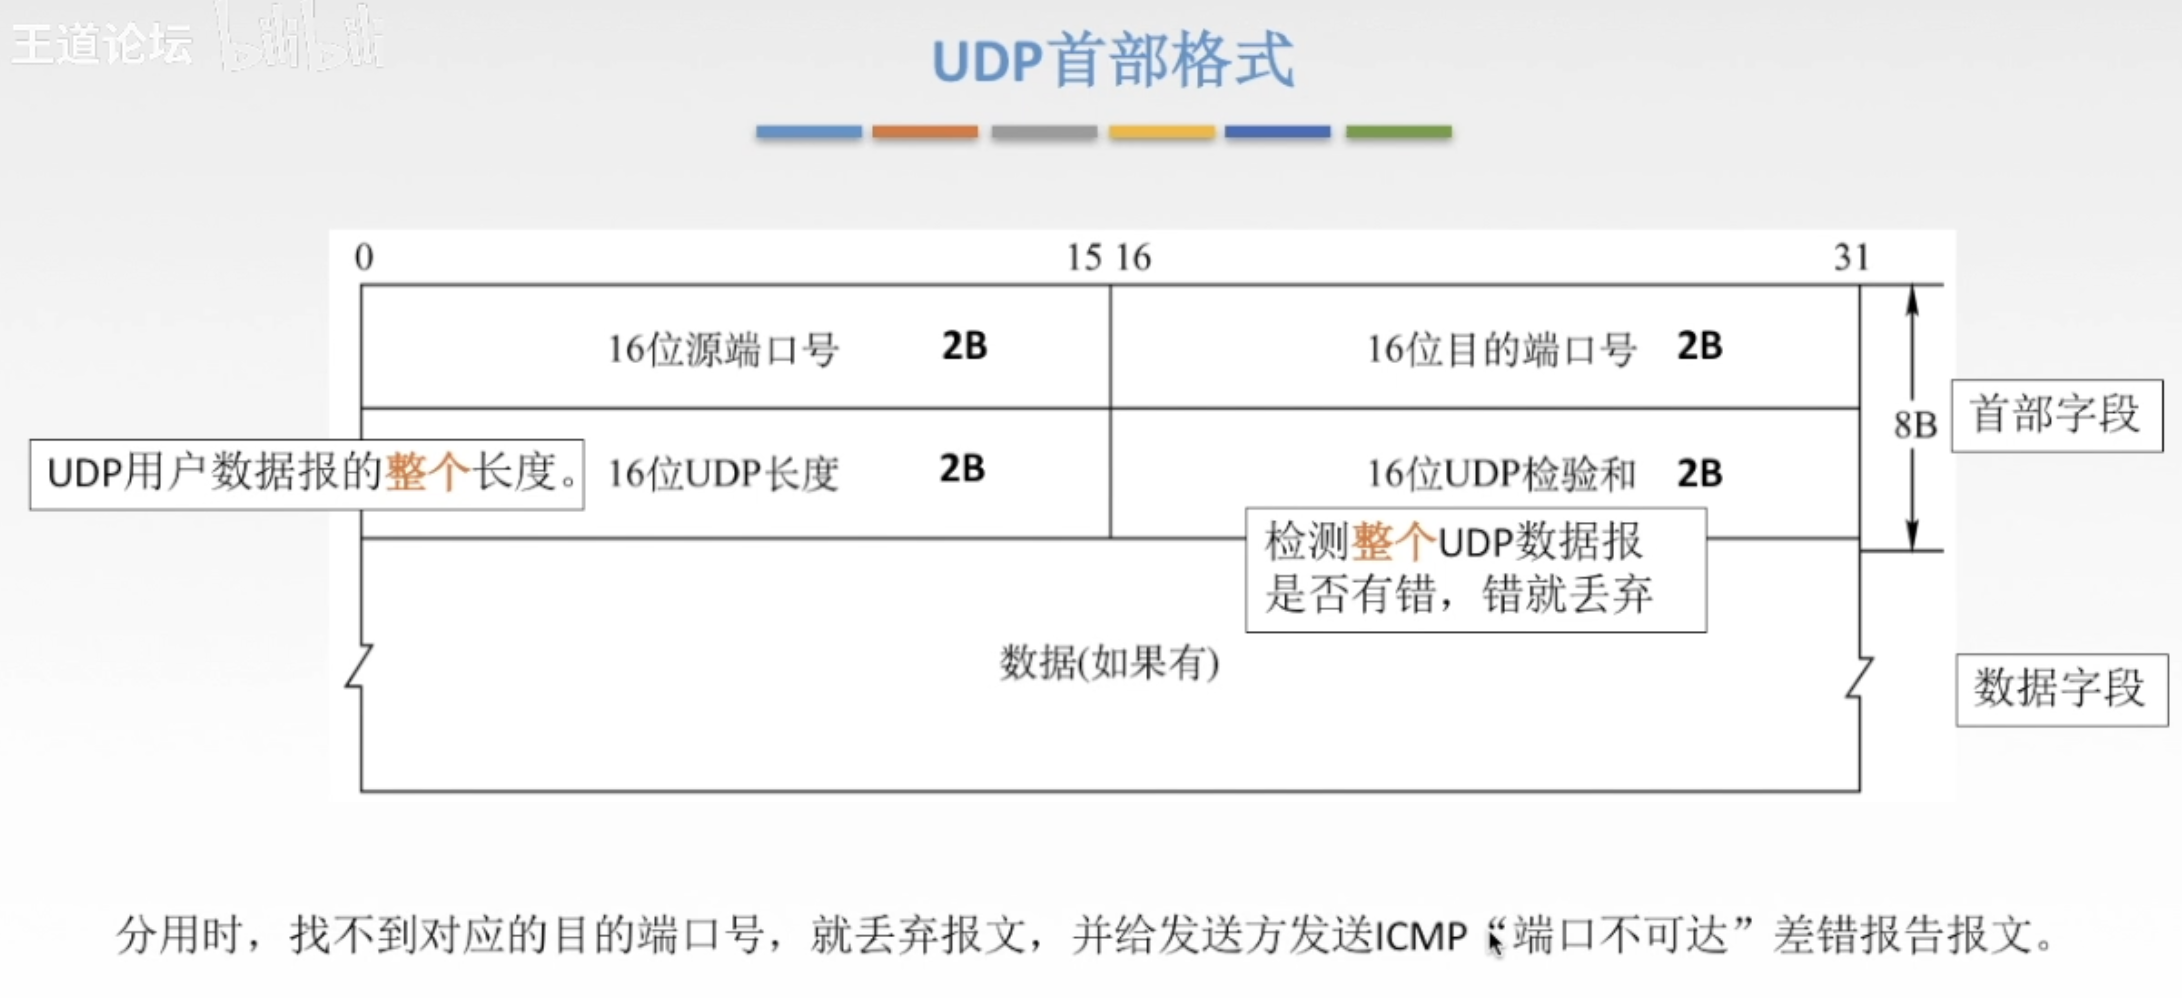 王道论坛 bilibili
UDP首部格式
0 15 16 31
16位源端口号 2B 16位目的端口号 2B
8B
首部字段
UDP用户数据报的整个长度。
16位UDP长度 2B 16位UDP检验和 2B
检测整个UDP数据报
是否有错，错就丢弃
数据(如果有)
数据字段
分用时，找不到对应的目的端口号，就丢弃报文，并给发送方发送ICMP“端口不可达”差错报告报文。